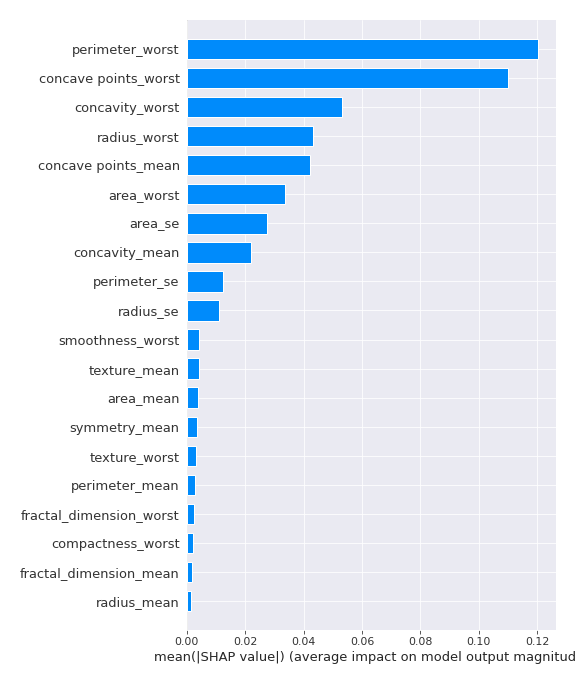 perimeter_worst
concave points_worst
concavity_worst
radius_worst
concave points_mean
area_worst
area_se
concavity_mean
perimeter_se
radius_se
smoothness_worst
texture_mean
area_mean
symmetry_mean
texture_worst
perimeter_mean
fractal_dimension_worst
compactness_worst
fractal_dimension_mean
radius_mean
0.00 0.02 0.04 0.06 0.08 0.10 0.12
mean(|SHAP value|) (average impact on model output magnitud